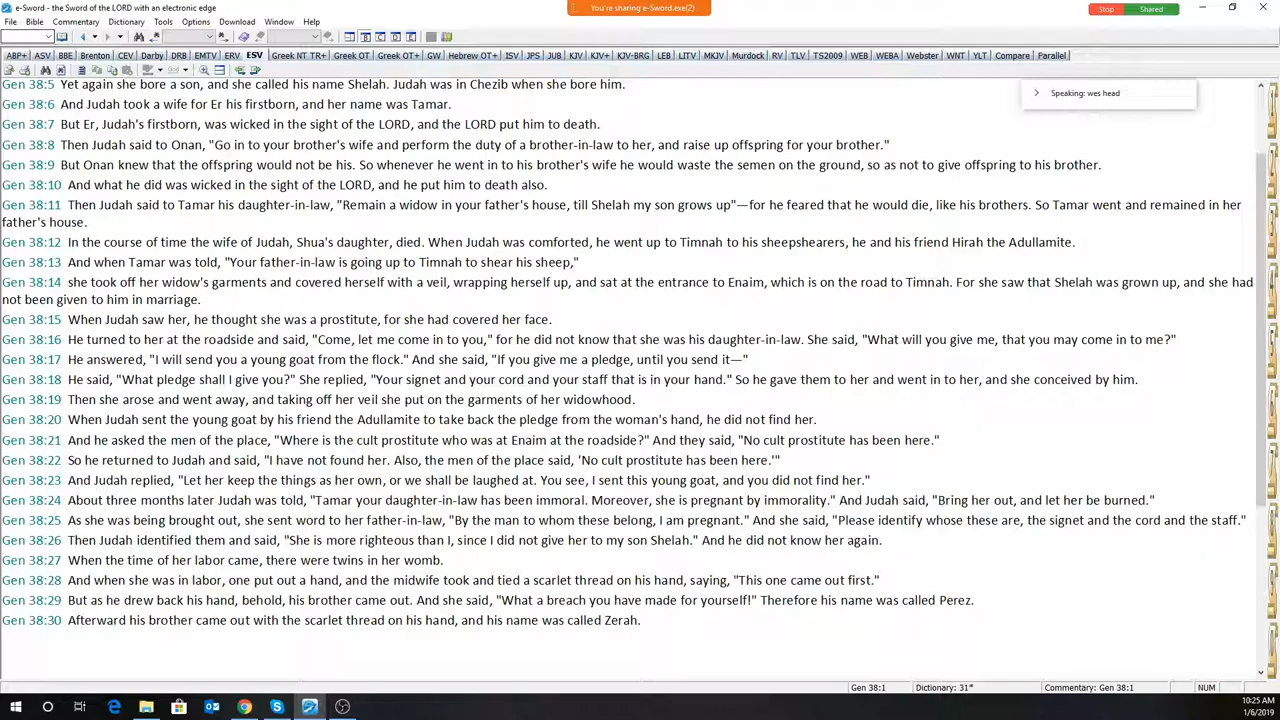 e-Sword - the Sword of the LORD with an electronic edge
You're sharing e-Sword.exe(2)
Stop Shared
File Bible Commentary Dictionary Tools Options Download Window Help
ABP+ ASV BBE Brenton CEV Darby DRB EMTV ERV ESV Greek NT TR+ Greek OT Greek OT+ GW Hebrew OT+ ISV JPS JUB KJV KJV+ KJV-BRG LEB LITV MKJV Murdock RV TLV TS2009 WEB WEBA Webster WNT YLT Compare Parallel
Speaking: wes head
Gen 38:5 Yet again she bore a son, and she called his name Shelah. Judah was in Chezib when she bore him.
Gen 38:6 And Judah took a wife for Er his firstborn, and her name was Tamar.
Gen 38:7 But Er, Judah's firstborn, was wicked in the sight of the LORD, and the LORD put him to death.
Gen 38:8 Then Judah said to Onan, "Go in to your brother's wife and perform the duty of a brother-in-law to her, and raise up offspring for your brother."
Gen 38:9 But Onan knew that the offspring would not be his. So whenever he went in to his brother's wife he would waste the semen on the ground, so as not to give offspring to his brother.
Gen 38:10 And what he did was wicked in the sight of the LORD, and he put him to death also.
Gen 38:11 Then Judah said to Tamar his daughter-in-law, "Remain a widow in your father's house, till Shelah my son grows up"—for he feared that he would die, like his brothers. So Tamar went and remained in her
father's house.
Gen 38:12 In the course of time the wife of Judah, Shua's daughter, died. When Judah was comforted, he went up to Timnah to his sheepshearers, he and his friend Hirah the Adullamite.
Gen 38:13 And when Tamar was told, "Your father-in-law is going up to Timnah to shear his sheep,"
Gen 38:14 she took off her widow's garments and covered herself with a veil, wrapping herself up, and sat at the entrance to Enaim, which is on the road to Timnah. For she saw that Shelah was grown up, and she had
not been given to him in marriage.
Gen 38:15 When Judah saw her, he thought she was a prostitute, for she had covered her face.
Gen 38:16 He turned to her at the roadside and said, "Come, let me come in to you," for he did not know that she was his daughter-in-law. She said, "What will you give me, that you may come in to me?"
Gen 38:17 He answered, "I will send you a young goat from the flock." And she said, "If you give me a pledge, until you send it—"
Gen 38:18 He said, "What pledge shall I give you?" She replied, "Your signet and your cord and your staff that is in your hand." So he gave them to her and went in to her, and she conceived by him.
Gen 38:19 Then she arose and went away, and taking off her veil she put on the garments of her widowhood.
Gen 38:20 When Judah sent the young goat by his friend the Adullamite to take back the pledge from the woman's hand, he did not find her.
Gen 38:21 And he asked the men of the place, "Where is the cult prostitute who was at Enaim at the roadside?" And they said, "No cult prostitute has been here."
Gen 38:22 So he returned to Judah and said, "I have not found her. Also, the men of the place said, 'No cult prostitute has been here.'"
Gen 38:23 And Judah replied, "Let her keep the things as her own, or we shall be laughed at. You see, I sent this young goat, and you did not find her."
Gen 38:24 About three months later Judah was told, "Tamar your daughter-in-law has been immoral. Moreover, she is pregnant by immorality." And Judah said, "Bring her out, and let her be burned."
Gen 38:25 As she was being brought out, she sent word to her father-in-law, "By the man to whom these belong, I am pregnant." And she said, "Please identify whose these are, the signet and the cord and the staff."
Gen 38:26 Then Judah identified them and said, "She is more righteous than I, since I did not give her to my son Shelah." And he did not know her again.
Gen 38:27 When the time of her labor came, there were twins in her womb.
Gen 38:28 And when she was in labor, one put out a hand, and the midwife took and tied a scarlet thread on his hand, saying, "This one came out first."
Gen 38:29 But as he drew back his hand, behold, his brother came out. And she said, "What a breach you have made for yourself!" Therefore his name was called Perez.
Gen 38:30 Afterward his brother came out with the scarlet thread on his hand, and his name was called Zerah.
Gen 38:1 Dictionary: 31* Commentary: Gen 38:1 NUM
10:25 AM
1/6/2019